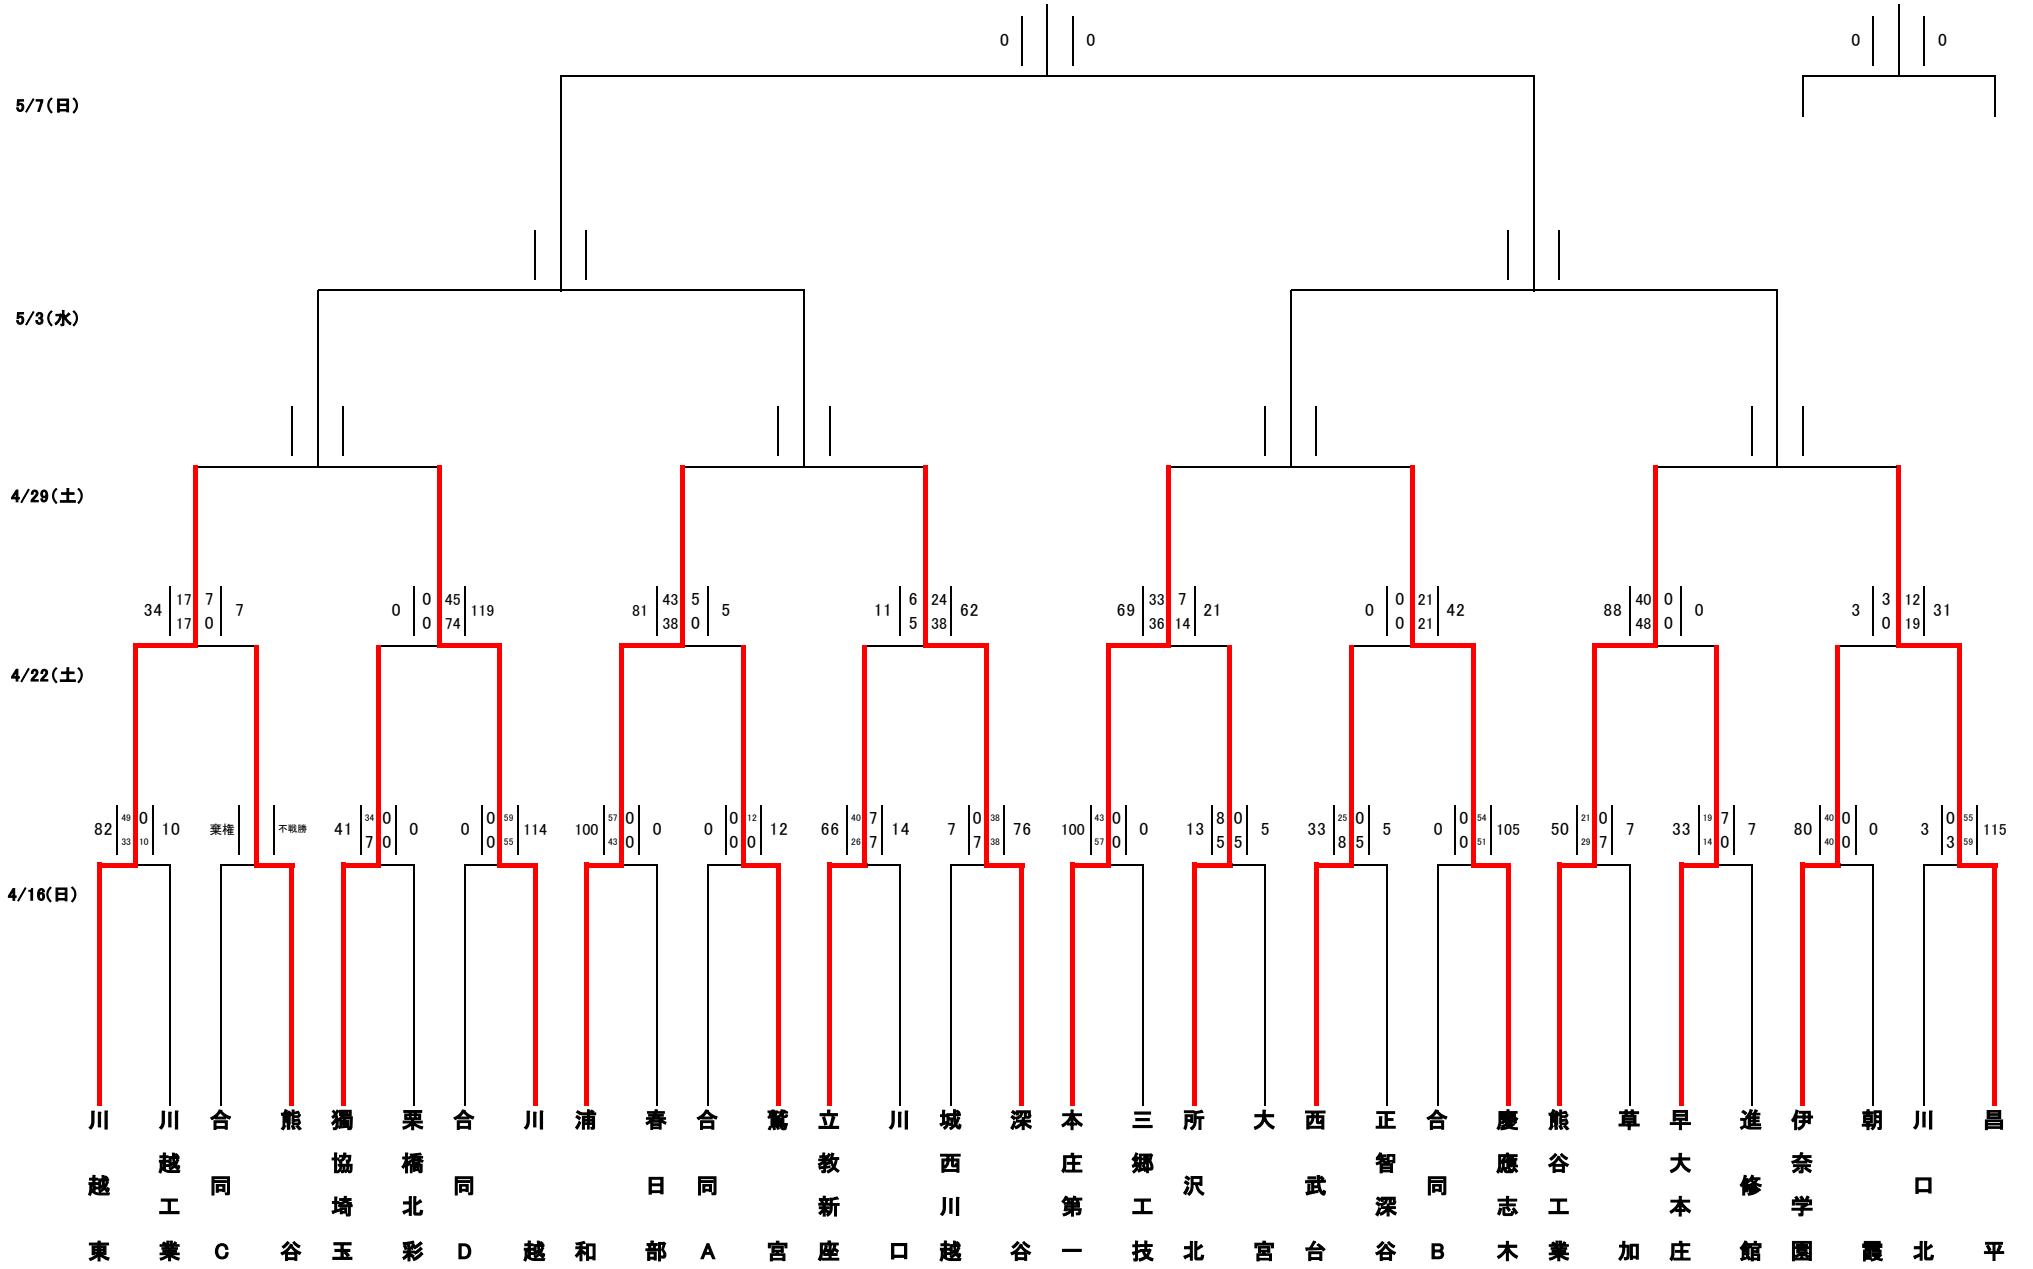 0 0 0 0
5/7(日)
5/3(水)
4/29(土)
34 17 7 7
17 0
0 0 45 119
0 74
81 43 5 5
38 0
11 6 24 62
5 38
69 33 7 21
36 14
0 0 21 42
0 21
88 40 0 0
48 0
3 3 12 31
0 19
4/22(土)
82 49 0 10
33 10
棄権 不戦勝
41 34 0 0
7 0
0 0 59 114
0 55
100 57 0 0
43 0
0 0 12 12
0 0
66 40 7 14
26 7
7 0 38 76
7 38
100 43 0 0
57 0
13 8 0 5
5 5
33 25 0 5
8 5
0 0 54 105
0 51
50 21 0 7
29 7
33 19 7 7
14 0
80 40 0 0
40 0
3 0 55 115
3 59
4/16(日)
川越東
川越工業
合同C
熊谷
獨協埼玉
栗橋北彩
合同D
川越
浦和
春日部
合同A
鷲宮
立教新座
川口
城西川越
深谷
本庄第一
三郷工技
所沢北
大宮
西武台
正智深谷
合同B
慶應志木
熊谷工業
草加
早大本庄
進修館
伊奈学園
朝霞
川口北
昌平